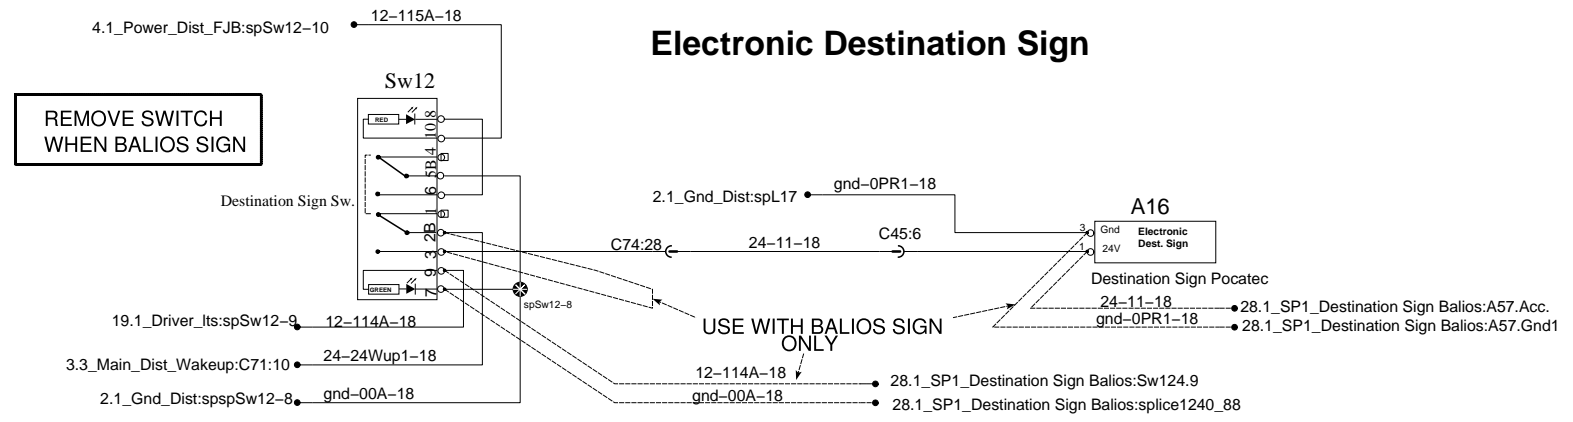 Electronic Destination Sign
4.1_Power_Dist_FJB:spSw12-10
12-115A-18
Sw12
REMOVE SWITCH
WHEN BALIOS SIGN
RED
8
10
4
5B
6
1
2B
3
9
7
GREEN
Destination Sign Sw.
2.1_Gnd_Dist:spL17
gnd-0PR1-18
C74:28
24-11-18
C45:6
A16
3
Gnd
1
24V
Electronic
Dest. Sign
Destination Sign Pocatec
24-11-18
28.1_SP1_Destination Sign Balios:A57.Acc.
gnd-0PR1-18
28.1_SP1_Destination Sign Balios:A57.Gnd1
spSw12-8
USE WITH BALIOS SIGN
ONLY
19.1_Driver_lts:spSw12-9
12-114A-18
3.3_Main_Dist_Wakeup:C71:10
24-24Wup1-18
2.1_Gnd_Dist:spspSw12-8
gnd-00A-18
12-114A-18
28.1_SP1_Destination Sign Balios:Sw124.9
gnd-00A-18
28.1_SP1_Destination Sign Balios:splice1240_88